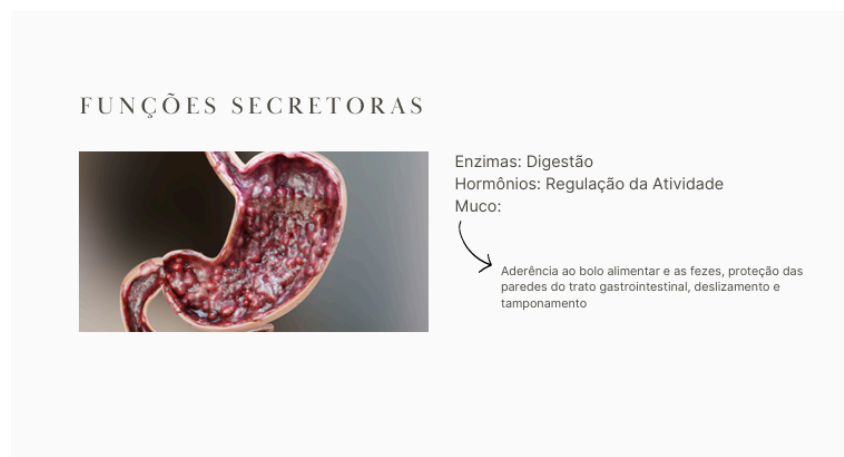 FUNÇÕES SECRETORAS
Enzimas: Digestão
Hormônios: Regulação da Atividade
Muco:
Aderência ao bolo alimentar e as fezes, proteção das
paredes do trato gastrointestinal, deslizamento e
tamponamento